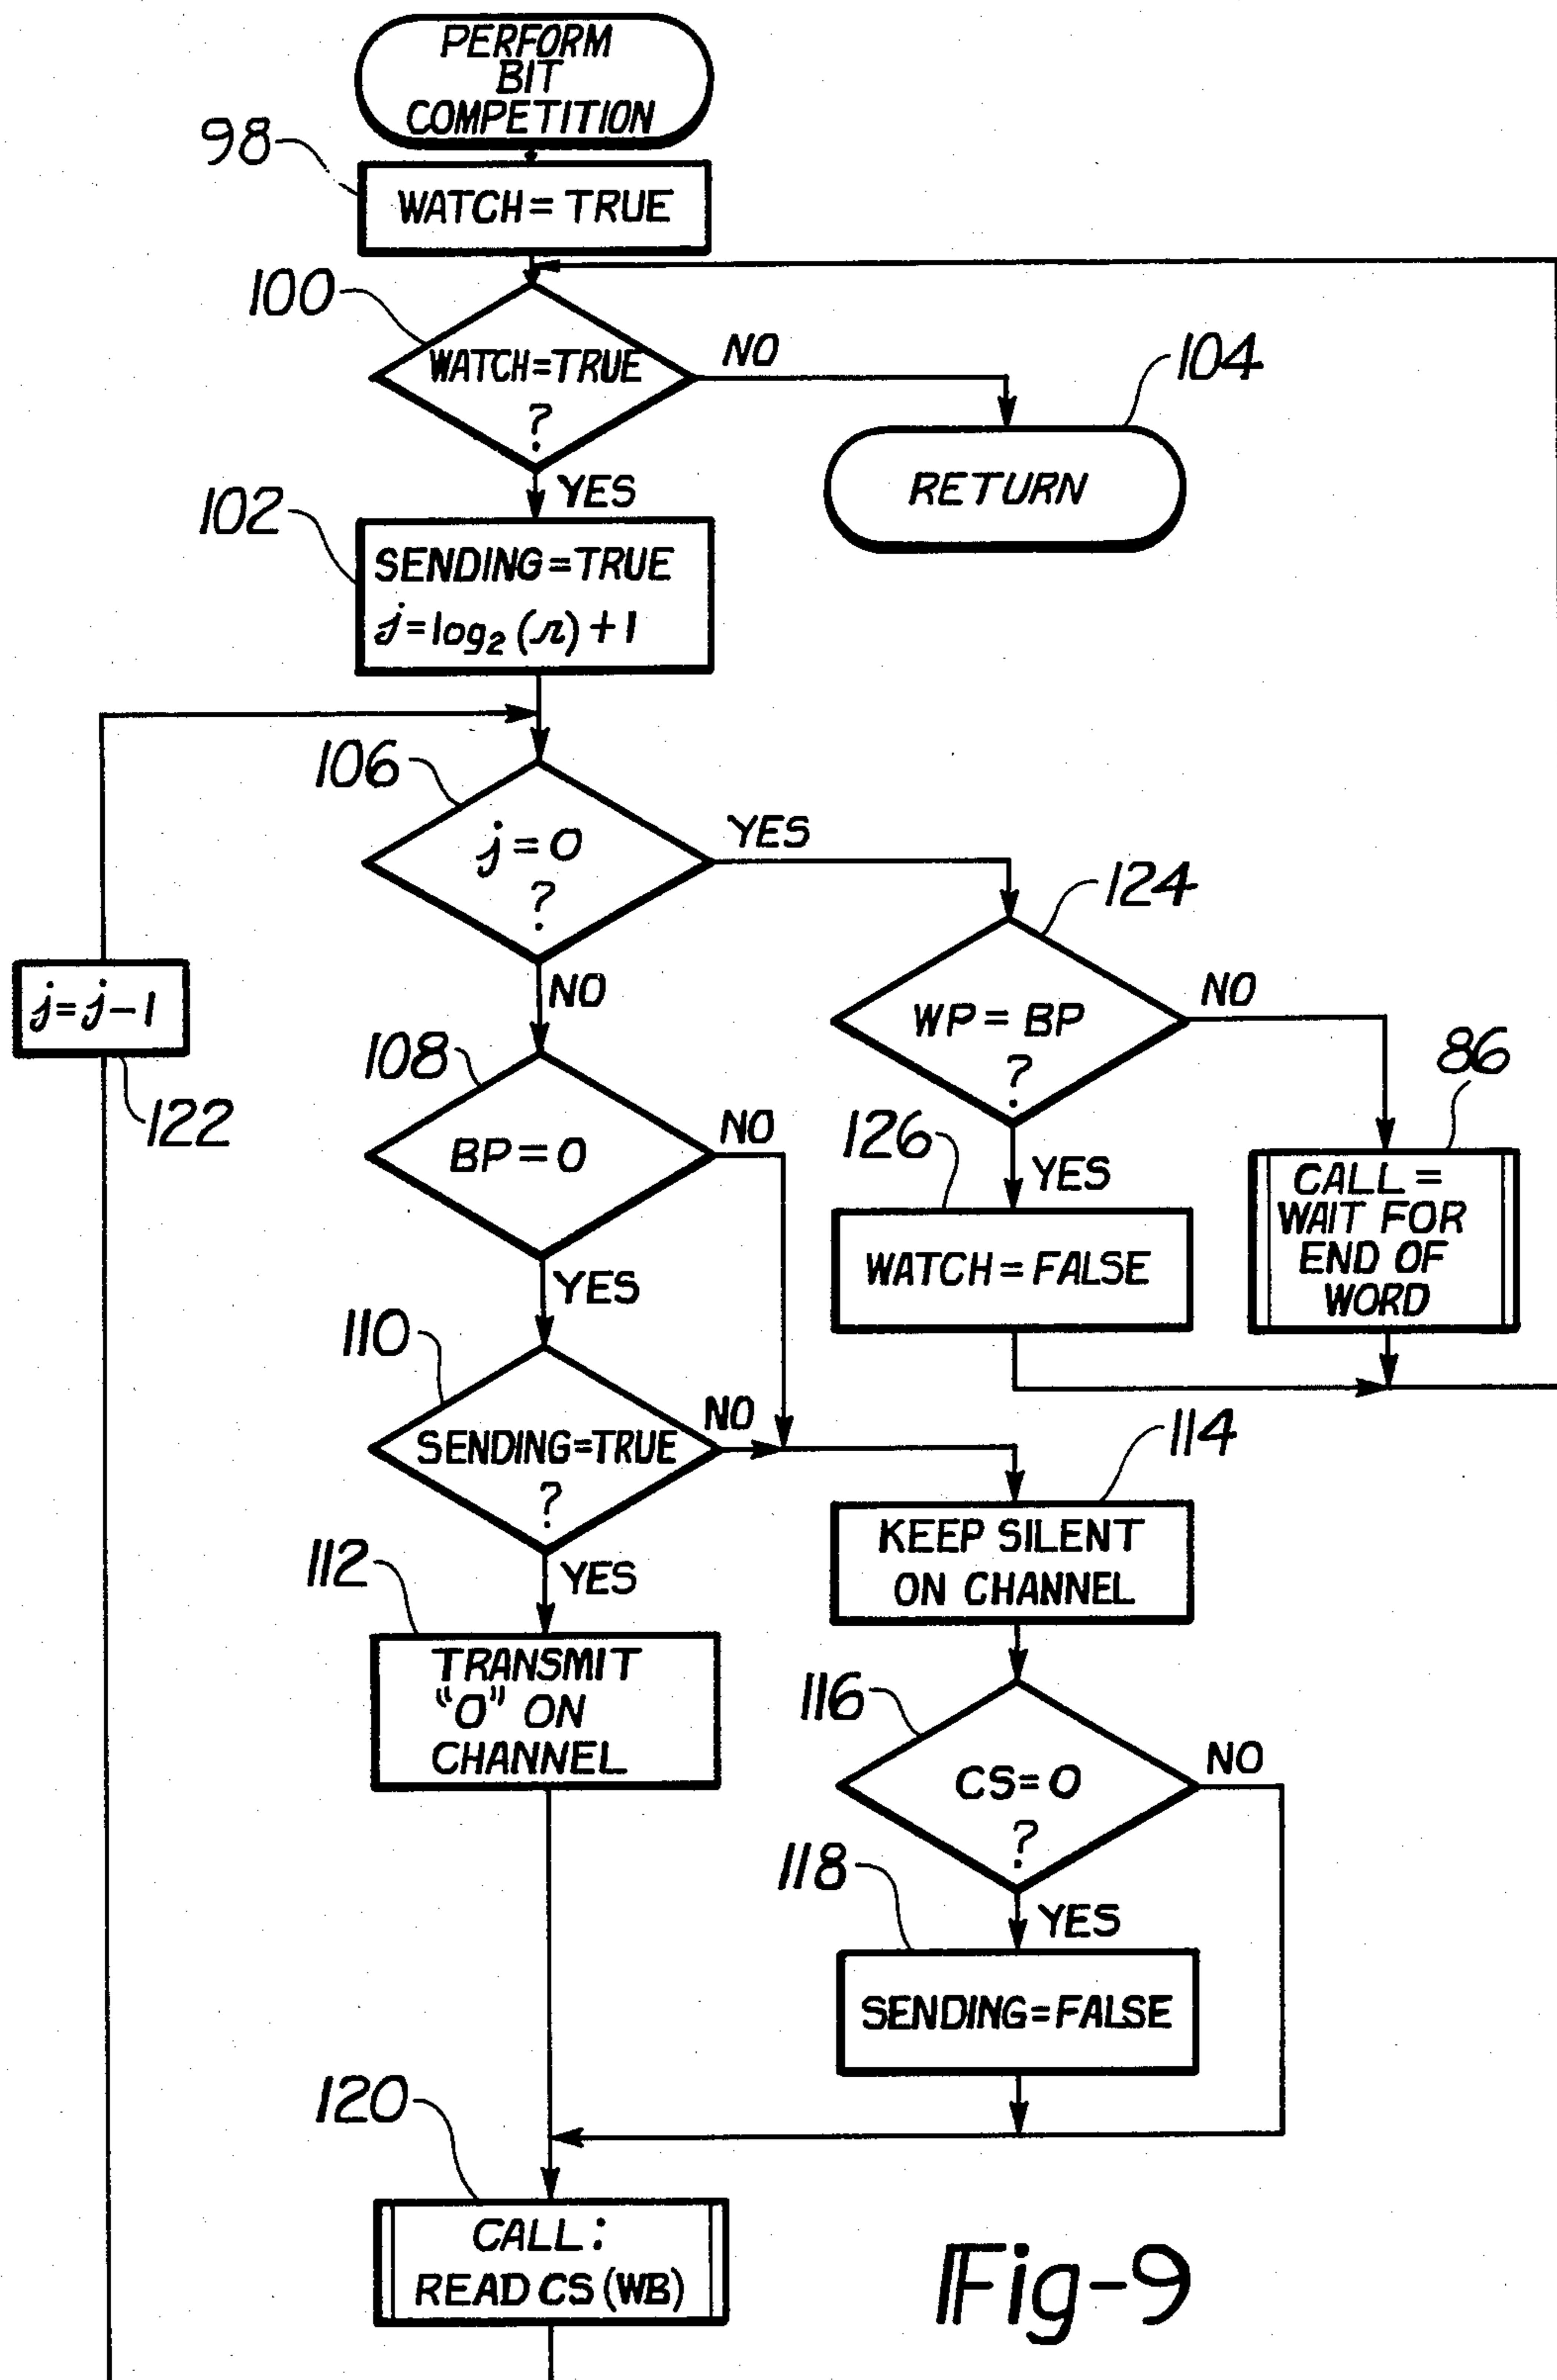 PERFORM
BIT
COMPETITION
98
WATCH = TRUE
100
WATCH=TRUE
?
NO
104
RETURN
YES
102
SENDING=TRUE
j=log₂(n)+1
106
j=0
?
YES
124
NO
WP=BP
?
NO
86
j=j-1
122
108
BP=0
NO
126
YES
CALL=
WAIT FOR
END OF
WORD
WATCH=FALSE
YES
110
SENDING=TRUE
?
NO
114
KEEP SILENT
ON CHANNEL
YES
112
TRANSMIT
"0" ON
CHANNEL
116
CS=0
?
NO
118
YES
SENDING=FALSE
120
CALL:
READ CS (WB)
Fig-9